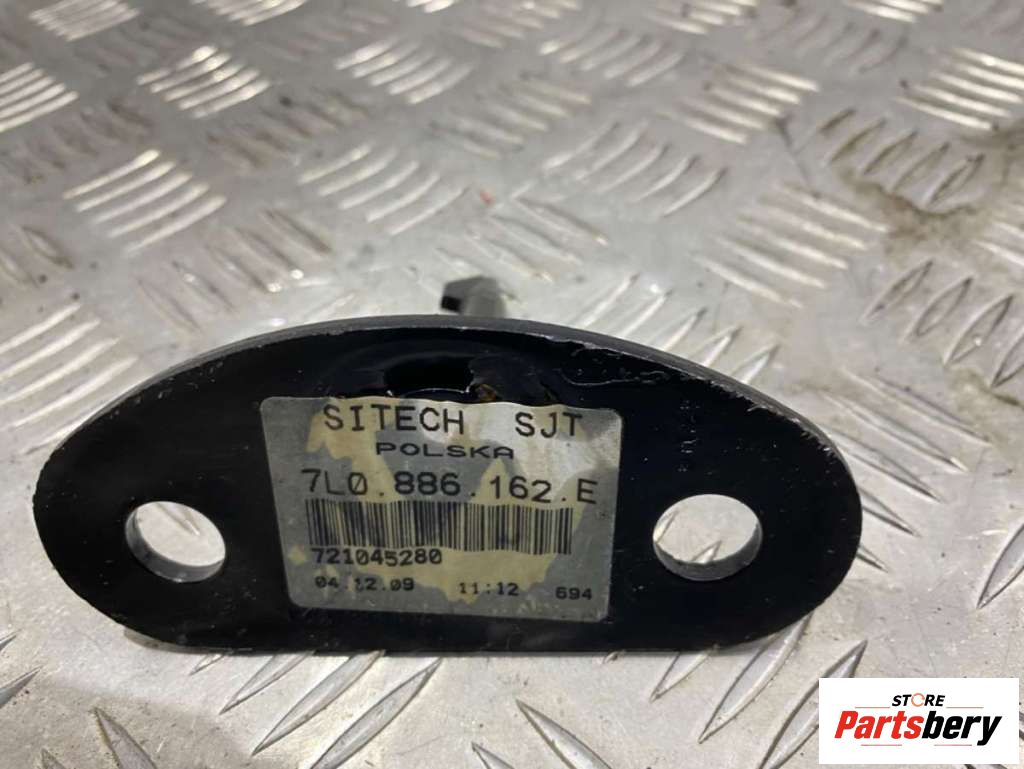 SITECH SJT
POLSKA
7L0.886.162.E
721045280
04.12.09 11:12 694
STORE
Partsbery